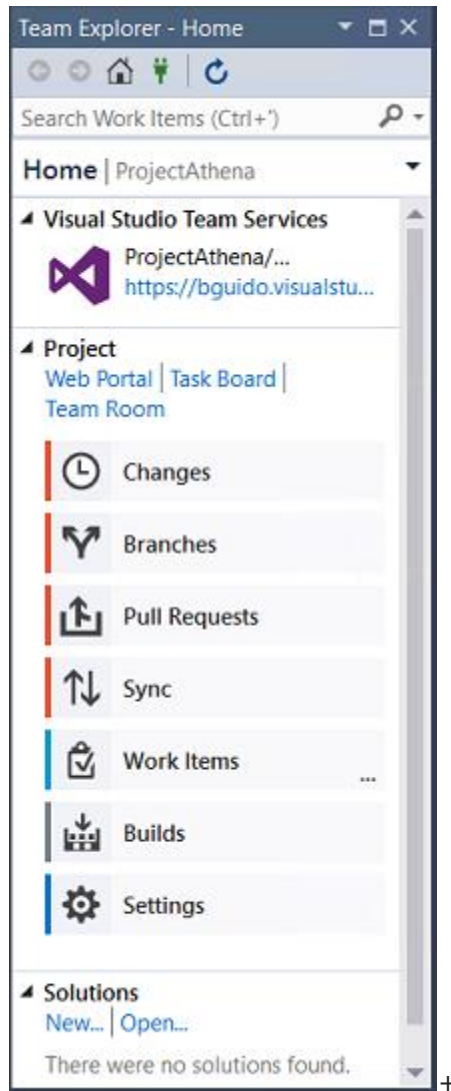 Team Explorer - Home
Search Work Items (Ctrl+')
Home | ProjectAthena
Visual Studio Team Services
ProjectAthena/...
https://bguido.visualstu...
Project
Web Portal | Task Board |
Team Room
Changes
Branches
Pull Requests
Sync
Work Items
...
Builds
Settings
Solutions
New... | Open...
There were no solutions found.
+